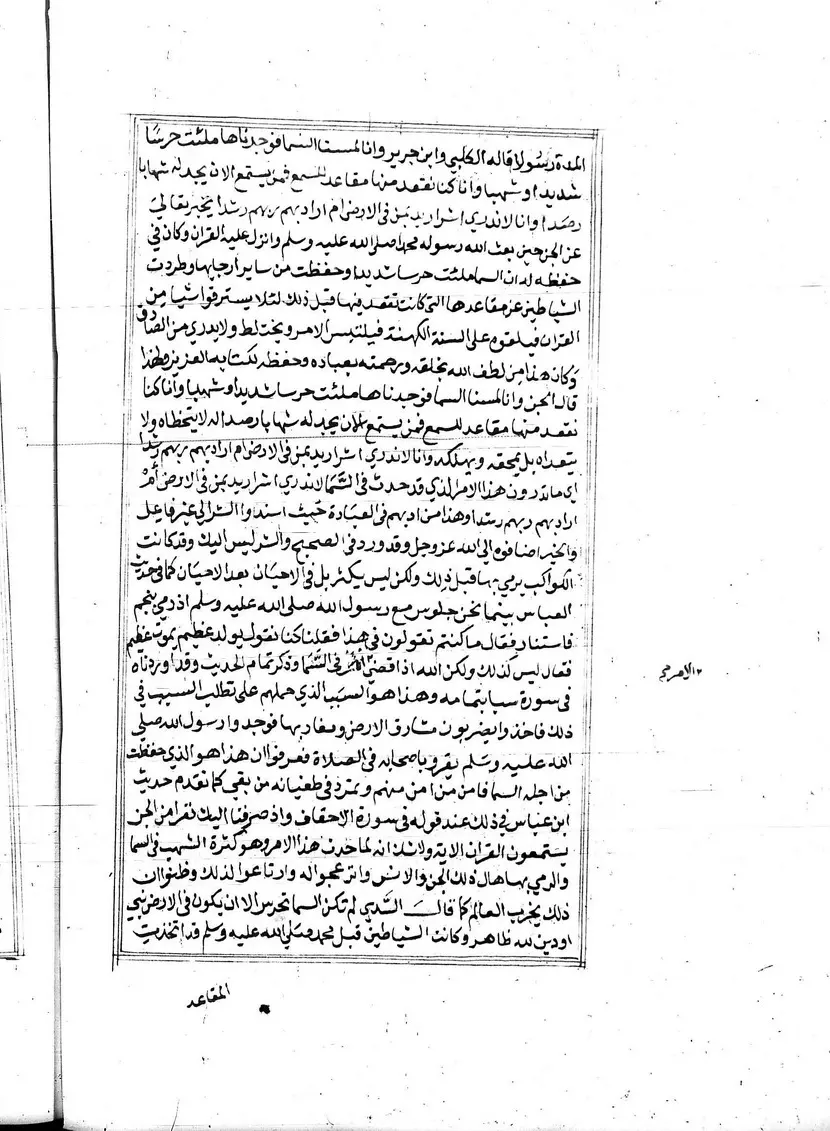 المدة رسولا قاله الكلبي وابن جرير وانا لمسنا السما فوجدناها ملئت حرسا
شديدا وشهبا وانا كنا نقعد منها مقاعد للسمع فمن يستمع الان يجد له شهابا
رصدا وانا لا ندري اشر اريد بمن في الارض ام اراد بهم ربهم رشدا يخبر تعالى
عن الجن حين بعث الله رسوله محمدا صلى الله عليه وسلم وانزل عليه القران وكان في
حفظه له ان السما ملئت حرسا شديدا وحفظت من ساير ارجايها وطردت
الشياطين عن مقاعدها التي كانت تقعد فيها قبل ذلك لئلا يسترقوا شيا من
القران فيلقوه على السنة الكهنة فيلتبس الامر ويختلط ولا يدري من الصادق
وكان هذا من لطف الله بخلقه ورحمته بعباده وحفظه لكتابه العزيز ولهذا
قال الجن وانا لمسنا السما فوجدناها ملئت حرسا شديدا وشهبا وانا كنا
نقعد منها مقاعد للسمع فمن يستمع الان يجد له شهابا رصدا له لا يتخطاه ولا
يتعداه بل يمحقه ويهلكه وانا لا ندري اشر اريد بمن في الارض ام اراد بهم ربهم رشدا
اي ما ندري هذا الامر الذي قد حدث في السما لا ندري اشر اريد بمن في الارض ام
اراد بهم ربهم رشدا وهذا من ادبهم في العبادة حيث اسندوا الشر الى غير فاعل
والخير اضافوه الى الله عز وجل وقد ورد في الصحيح والشر ليس اليك وقد كانت
الكواكب يرمي بها قبل ذلك ولكن ليس بكثير بل في الاحيان بعد الاحيان كما في حديث
العباس بينما نحن جلوس مع رسول الله صلى الله عليه وسلم اذ رمي بنجم
فاستنار فقال ما كنتم تقولون في هذا فقلنا كنا نقول يولد عظيم يموت عظيم
فقال ليس كذلك ولكن الله اذا قضى الامر في السما وذكر تمام الحديث وقد اوردناه
في سورة سبا بتمامه وهذا هو السبب الذي حملهم على تطلب السبب في
ذلك فاخذوا يضربون مشارق الارض ومغاربها فوجدوا رسول الله صلى
الله عليه وسلم يقرو باصحابه في الصلاة فعرفوا ان هذا هو الذي حفظت
من اجله السما فامن من امن منهم وتمرد في طغيانه من بقي كما تقدم حديث
ابن عباس في ذلك عند قوله في سورة الاحقاف واذ صرفنا اليك نفرا من الجن
يستمعون القران الاية ولا شك انه لما حدث هذا الامر وهو كثرة الشهب في السما
والرمي بها هال ذلك الجن والانس وانزعجوا له وارتاعوا لذلك وظنوا ان
ذلك يخرب العالم كما قال السدي لم تكن السما تحرس الا ان يكون في الارض نبي
او دين لله ظاهر وكانت الشياطين قبل محمد صلى الله عليه وسلم قد اتخذت
المقاعد